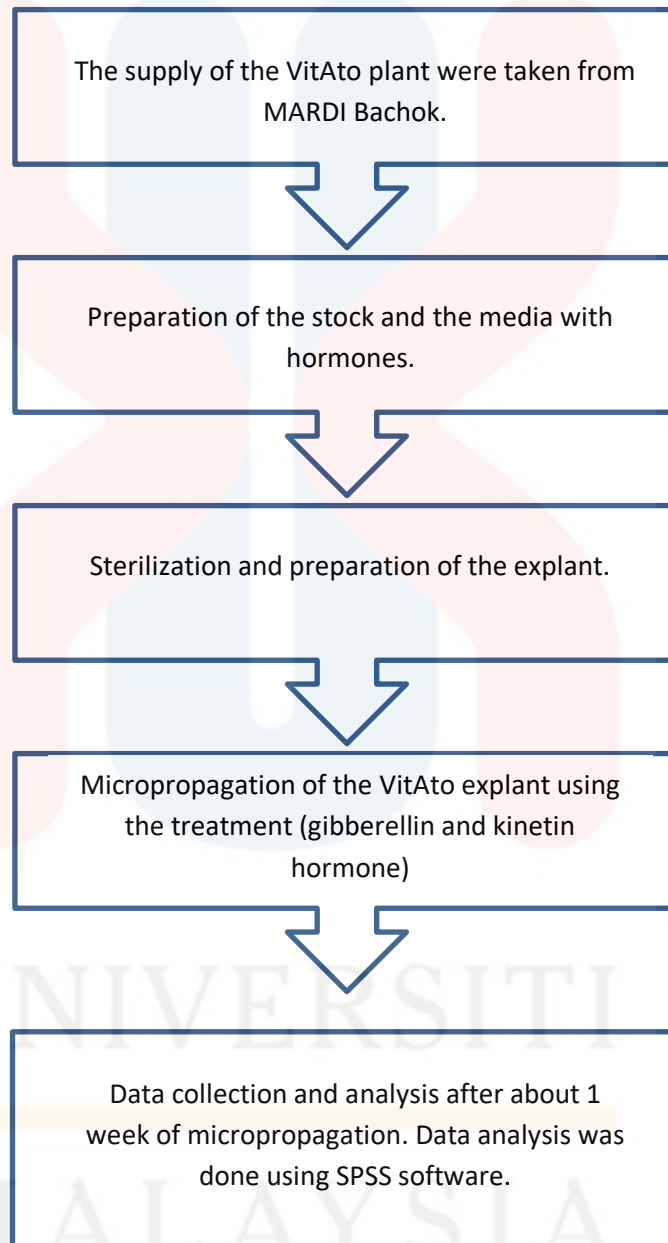 The supply of the VitAto plant were taken from
MARDI Bachok.
Preparation of the stock and the media with
hormones.
Sterilization and preparation of the explant.
Micropropagation of the VitAto explant using
the treatment (gibberellin and kinetin
hormone)
NIVERSITI
Data collection and analysis after about 1
week of micropropagation. Data analysis was
done using SPSS software.
ALAYSIA